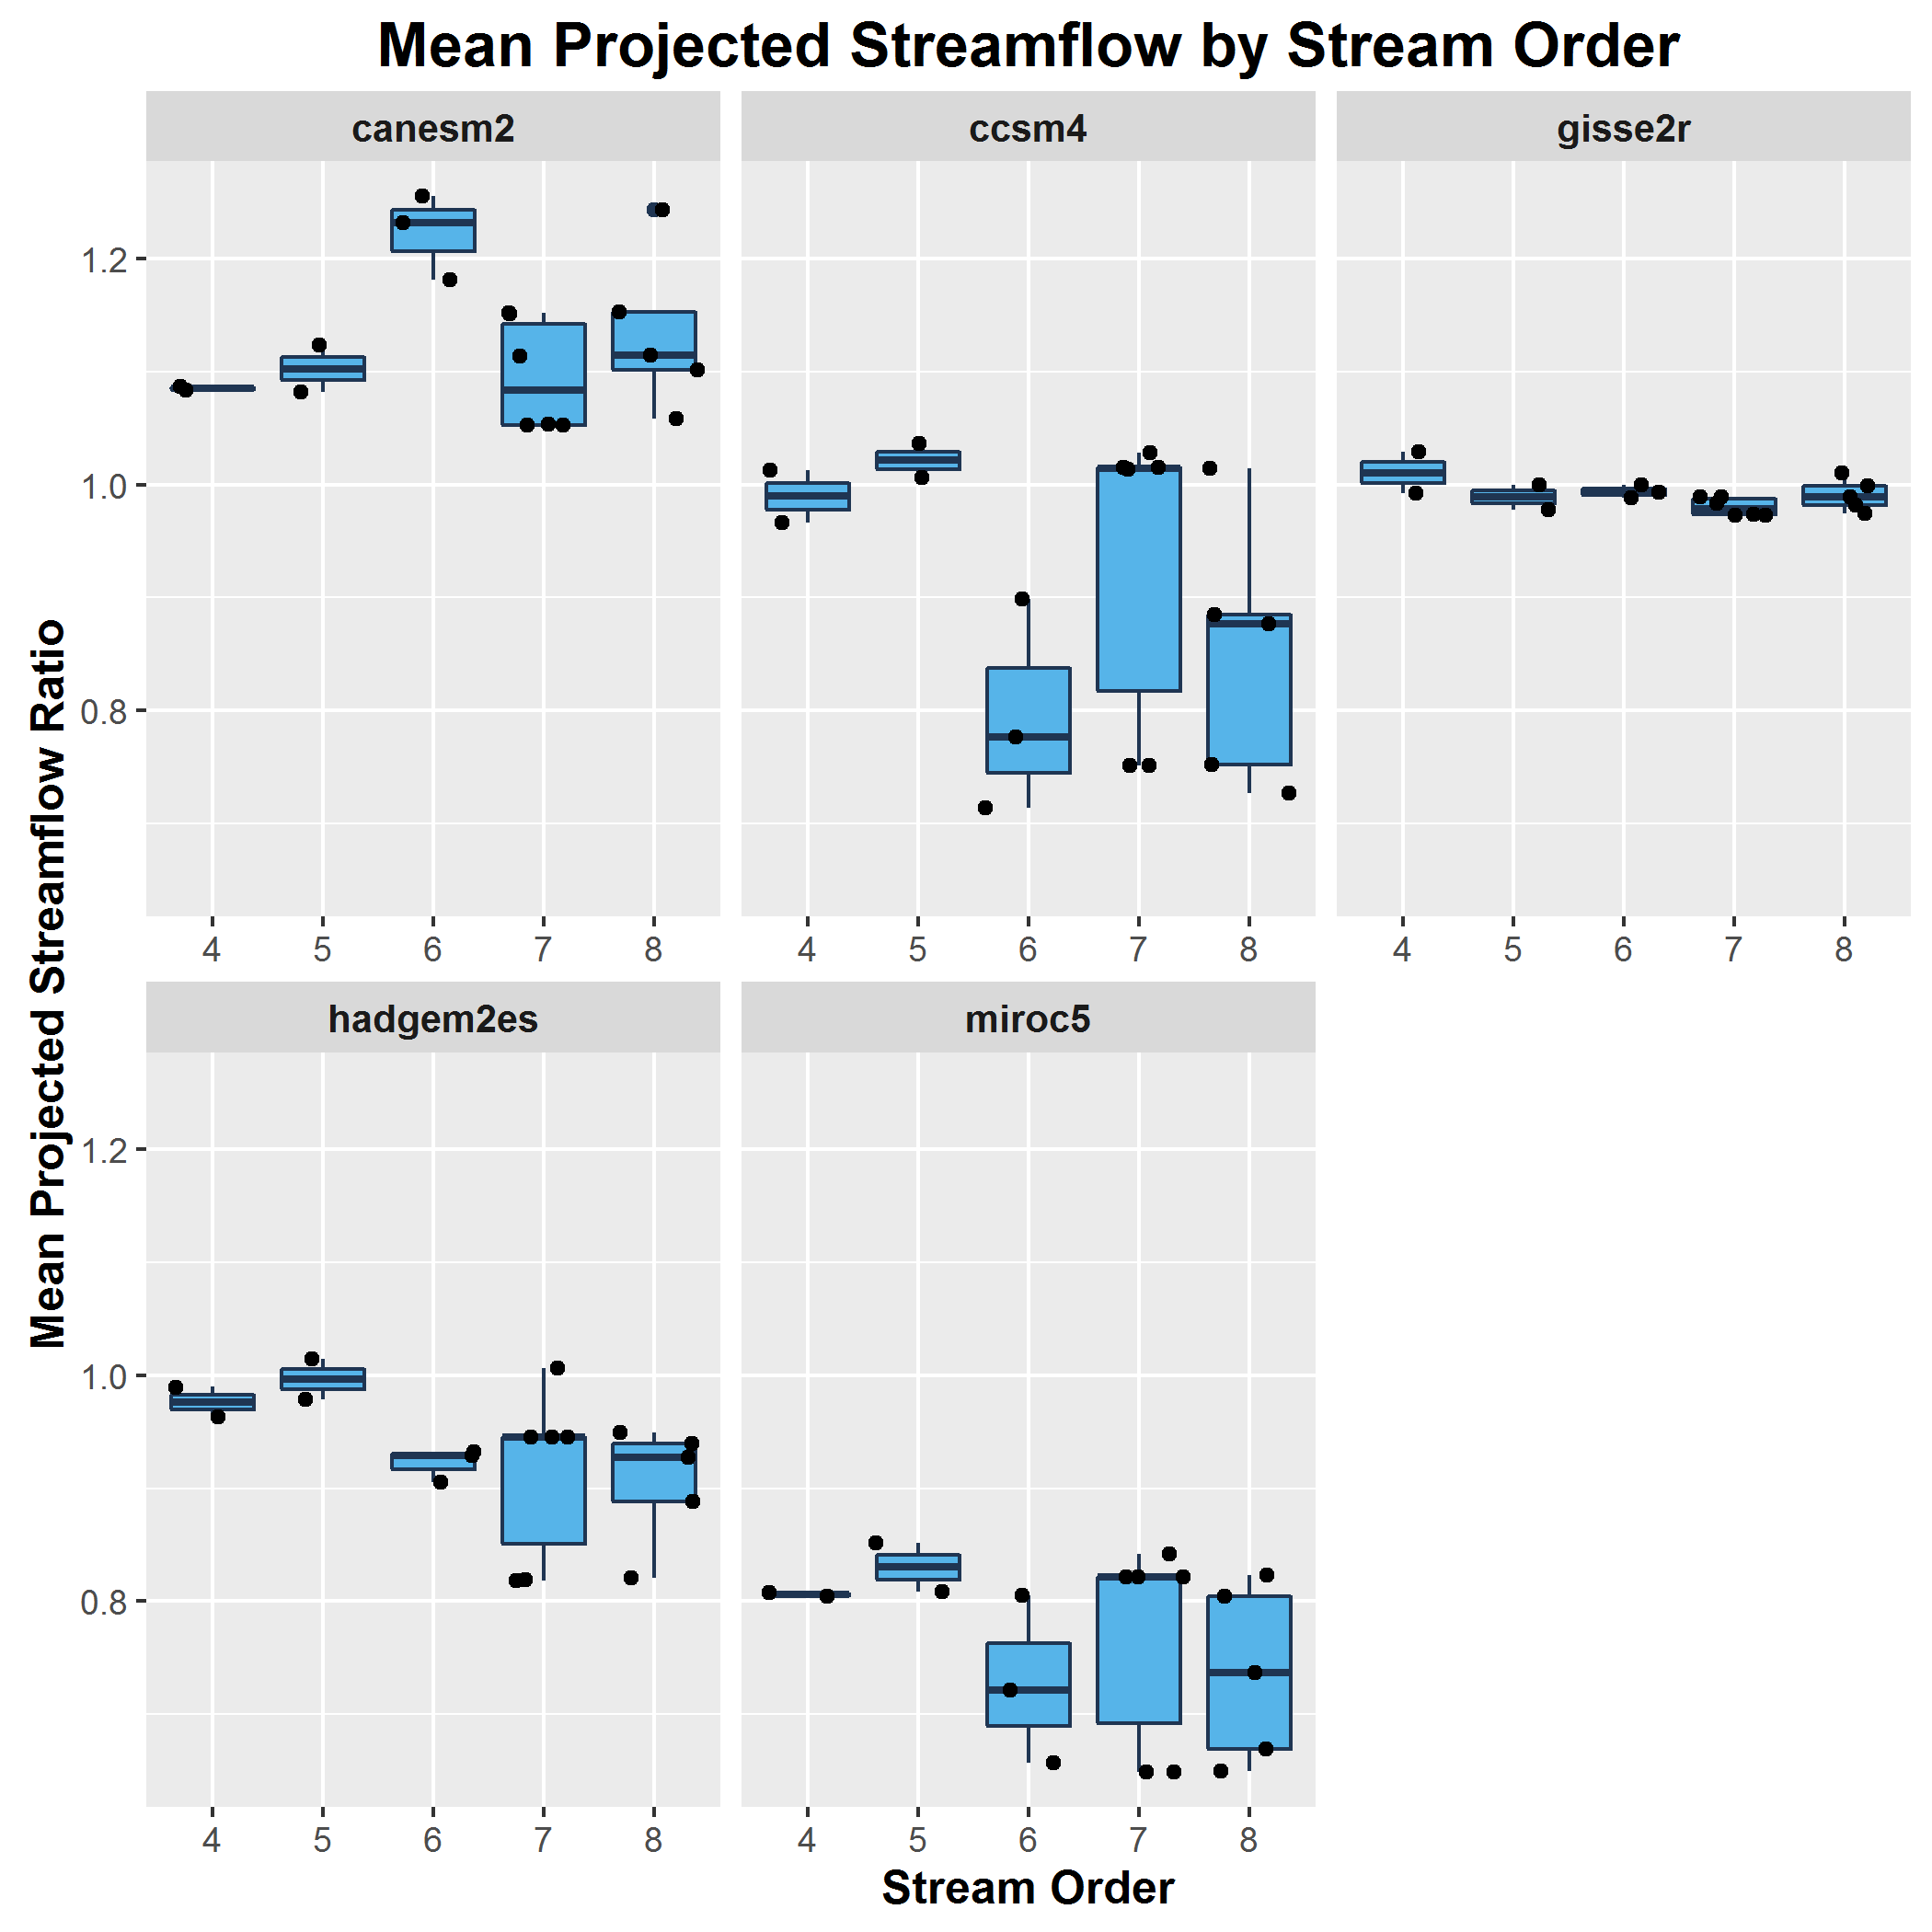 Mean Projected Streamflow by Stream Order
canesm2
ccsm4
gisse2r
1.2
1.0
0.8
4 5 6 7 8
4 5 6 7 8
4 5 6 7 8
Mean Projected Streamflow Ratio
hadgem2es
miroc5
1.2
1.0
0.8
4 5 6 7 8
4 5 6 7 8
Stream Order